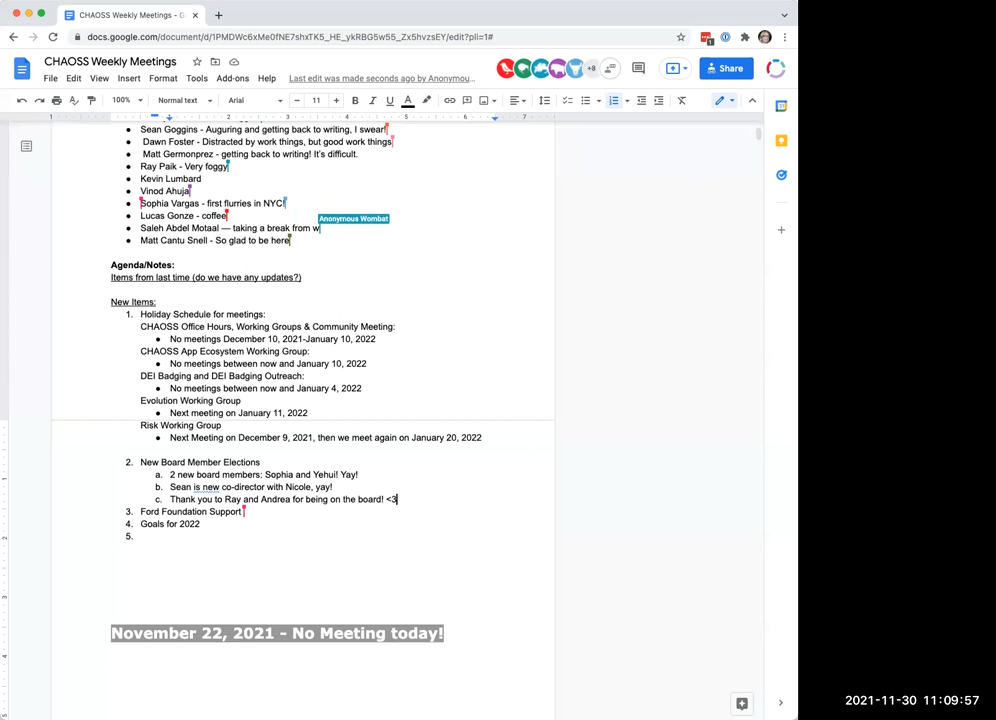 CHAOSS Weekly Meetings - G
docs.google.com/document/d/1PMDWc6xMe0fNE7shxTK5_HE_ykRBG5w55_Zx5hvzsEY/edit?pli=1#
CHAOSS Weekly Meetings
File Edit View Insert Format Tools Add-ons Help Last edit was made seconds ago by Anonymou...
+8
Share
100% Normal text Arial 11
B I U A
1 1 2 3 4 5 6 7
Sean Goggins - Auguring and getting back to writing, I swear!
Dawn Foster - Distracted by work things, but good work things
Matt Germonprez - getting back to writing! It's difficult.
Ray Paik - Very foggy
Kevin Lumbard
Vinod Ahuja
Sophia Vargas - first flurries in NYC!
Lucas Gonze - coffee
Anonymous Wombat
Saleh Abdel Motaal — taking a break from w
Matt Cantu Snell - So glad to be here
Agenda/Notes:
Items from last time (do we have any updates?)
New Items:
1. Holiday Schedule for meetings:
CHAOSS Office Hours, Working Groups & Community Meeting:
No meetings December 10, 2021-January 10, 2022
CHAOSS App Ecosystem Working Group:
No meetings between now and January 10, 2022
DEI Badging and DEI Badging Outreach:
No meetings between now and January 4, 2022
Evolution Working Group
Next meeting on January 11, 2022
Risk Working Group
Next Meeting on December 9, 2021, then we meet again on January 20, 2022
2. New Board Member Elections
a. 2 new board members: Sophia and Yehui! Yay!
b. Sean is new co-director with Nicole, yay!
c. Thank you to Ray and Andrea for being on the board! <3
3. Ford Foundation Support
4. Goals for 2022
5.
November 22, 2021 - No Meeting today!
2021-11-30 11:09:57